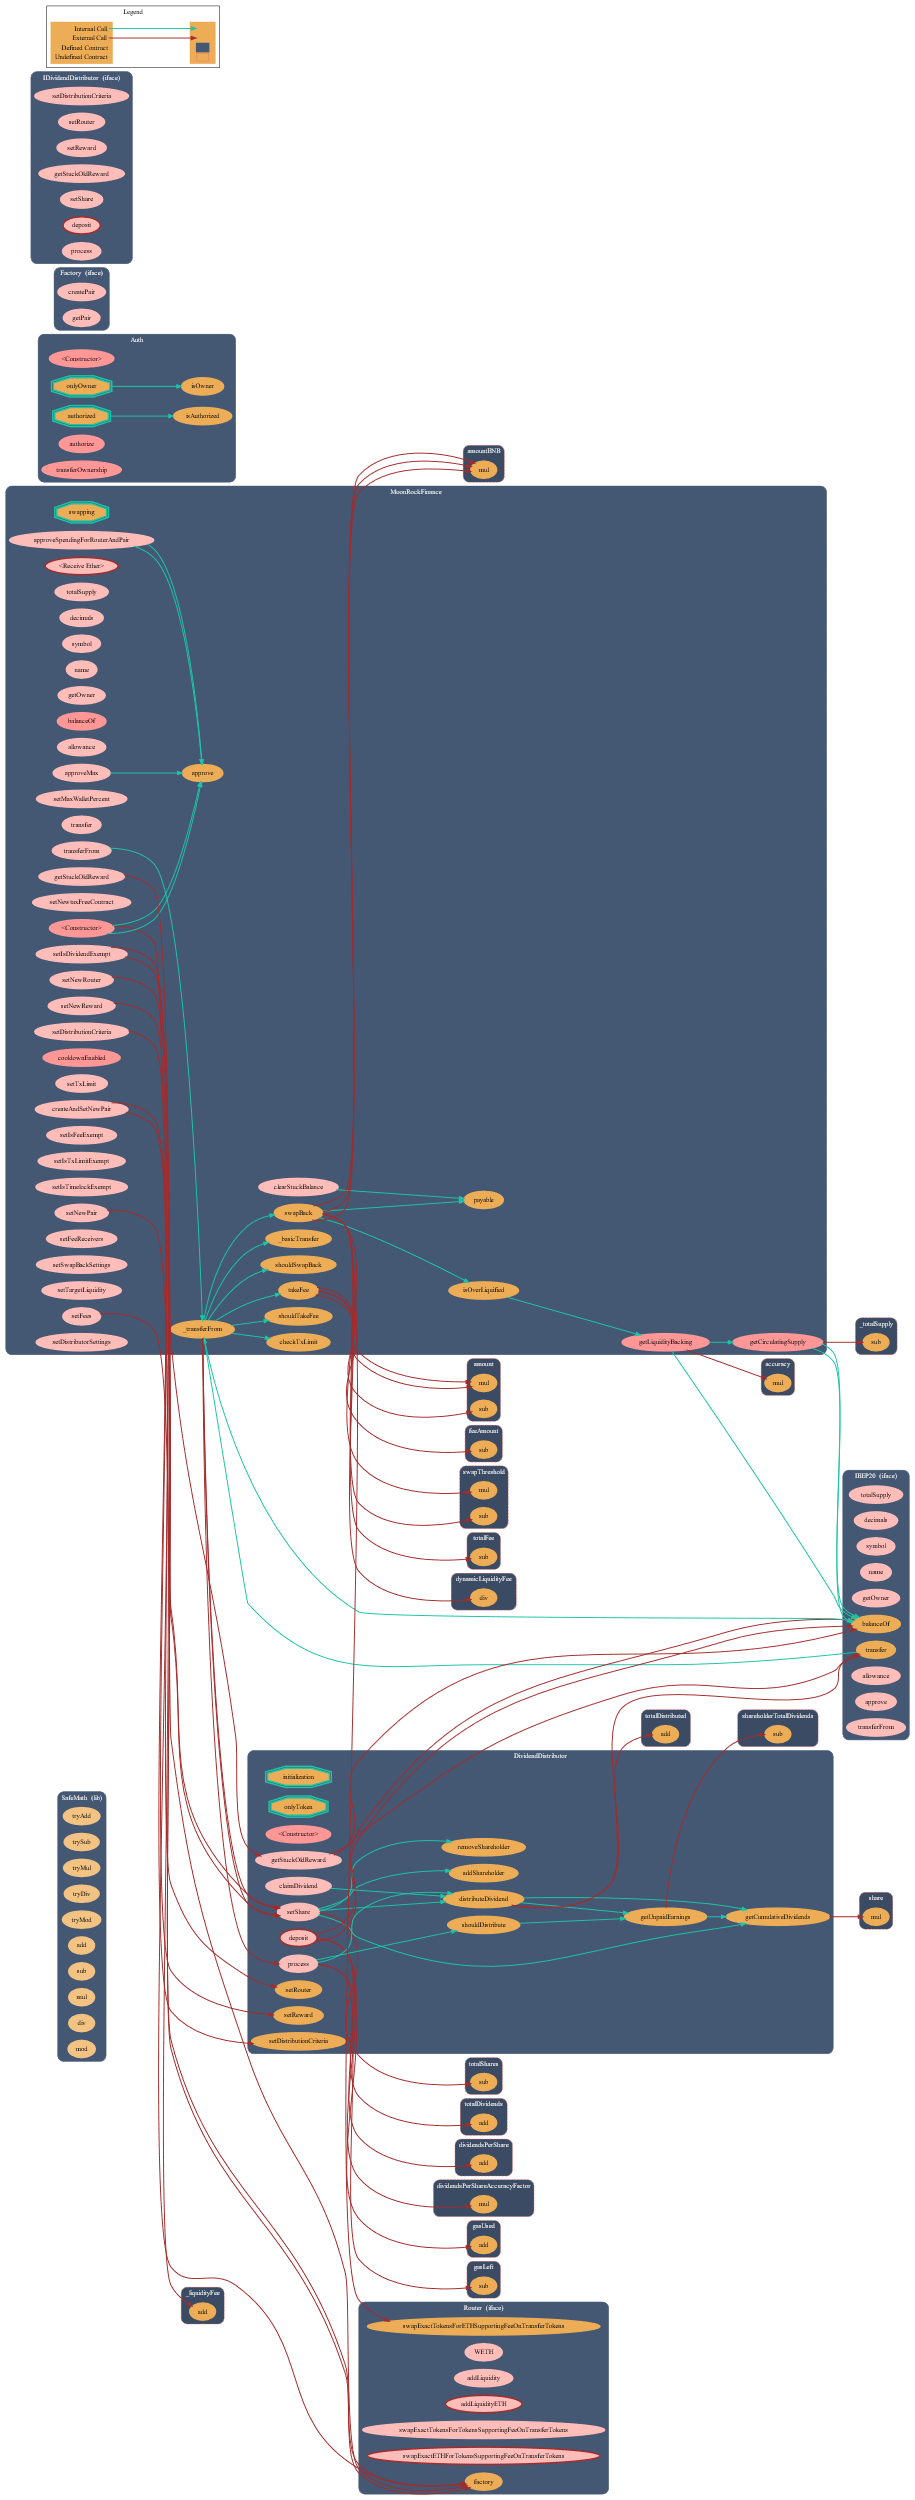 Legend
Internal Call
External Call
Defined Contract
Undefined Contract
IDividendDistributor (iface)
setDistributionCriteria
setRouter
setReward
getStuckOldReward
setShare
deposit
process
Factory (iface)
createPair
getPair
Auth
<Constructor>
onlyOwner
isOwner
authorized
isAuthorized
authorize
transferOwnership
amountBNB
mul
MoonRockFinance
swapping
approveSpendingForRouterAndPair
<Receive Ether>
totalSupply
decimals
symbol
name
getOwner
balanceOf
allowance
approveMax
approve
setMaxWalletPercent
transfer
transferFrom
getStuckOldReward
setNewtaxFreeContract
<Constructor>
setIsDividendExempt
setNewRouter
setNewReward
setDistributionCriteria
cooldownEnabled
setTxLimit
createAndSetNewPair
setIsFeeExempt
setIsTxLimitExempt
setIsTimelockExempt
clearStuckBalance
payable
setNewPair
swapBack
setFeeReceivers
_basicTransfer
setSwapBackSettings
shouldSwapBack
setTargetLiquidity
takeFee
isOverLiquified
setFees
shouldTakeFee
_transferFrom
setDistributorSettings
checkTxLimit
getLiquidityBacking
getCirculatingSupply
_totalSupply
sub
amount
mul
sub
accuracy
mul
feeAmount
sub
swapThreshold
mul
sub
totalFee
sub
dynamicLiquidityFee
div
IBEP20 (iface)
totalSupply
decimals
symbol
name
getOwner
balanceOf
transfer
allowance
approve
transferFrom
totalDistributed
add
shareholderTotalDividends
sub
DividendDistributor
initialization
onlyToken
<Constructor>
getStuckOldReward
claimDividend
setShare
deposit
process
setRouter
setReward
setDistributionCriteria
removeShareholder
addShareholder
distributeDividend
shouldDistribute
getUnpaidEarnings
getCumulativeDividends
share
mul
SafeMath (lib)
tryAdd
trySub
tryMul
tryDiv
tryMod
add
sub
mul
div
mod
totalShares
sub
totalDividends
add
dividendsPerShare
add
dividendsPerShareAccuracyFactor
mul
gasUsed
add
gasLeft
sub
_liquidityFee
add
Router (iface)
swapExactTokensForETHSupportingFeeOnTransferTokens
WETH
addLiquidity
addLiquidityETH
swapExactTokensForTokensSupportingFeeOnTransferTokens
swapExactETHForTokensSupportingFeeOnTransferTokens
factory